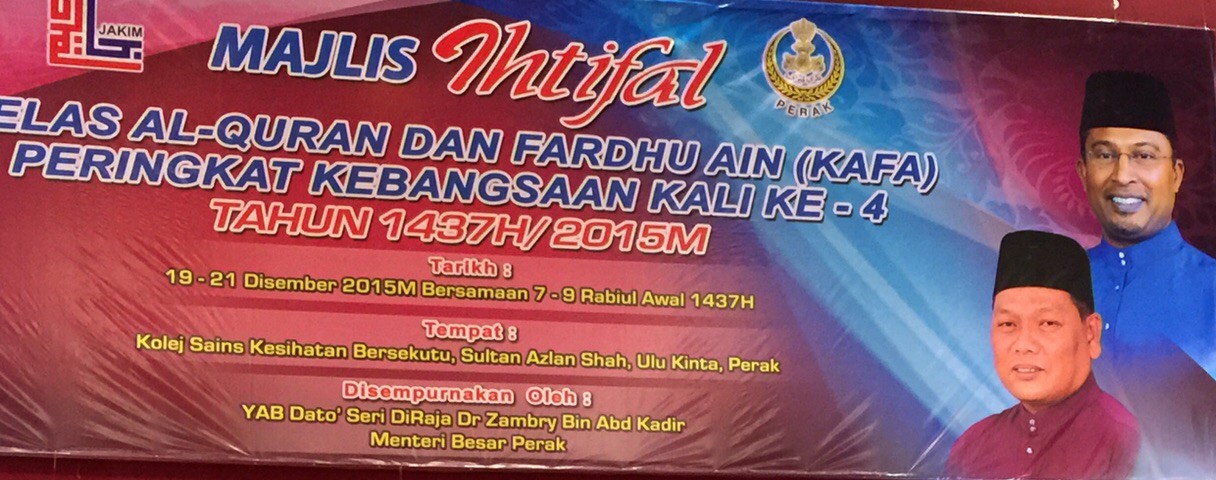 JAKIM
MAJLIS Ihtifal
PERAK
ELAS AL-QURAN DAN FARDHU AIN (KAFA)
PERINGKAT KEBANGSAAN KALI KE - 4
TAHUN 1437H/ 2015M
Tarikh :
19 - 21 Disember 2015M Bersamaan 7 - 9 Rabiul Awal 1437H
Tempat :
Kolej Sains Kesihatan Bersekutu, Sultan Azlan Shah, Ulu Kinta, Perak
Disempurnakan Oleh :
YAB Dato' Seri DiRaja Dr Zambry Bin Abd Kadir
Menteri Besar Perak